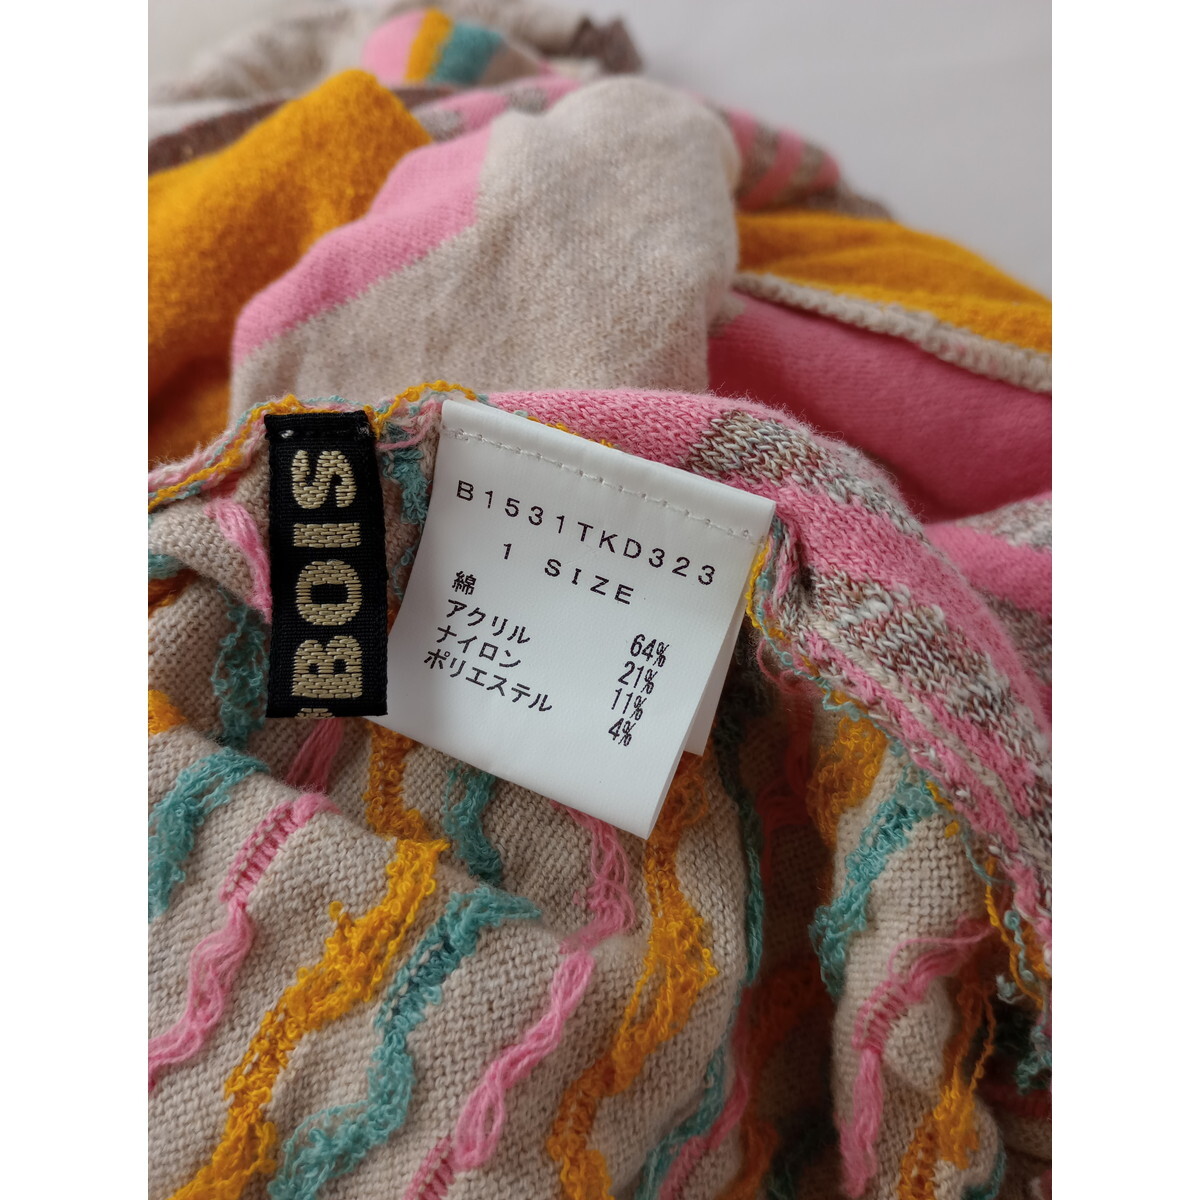 BOIS
B1531TKD323
1 SIZE
綿 64%
アクリル 21%
ナイロン 11%
ポリエステル 4%